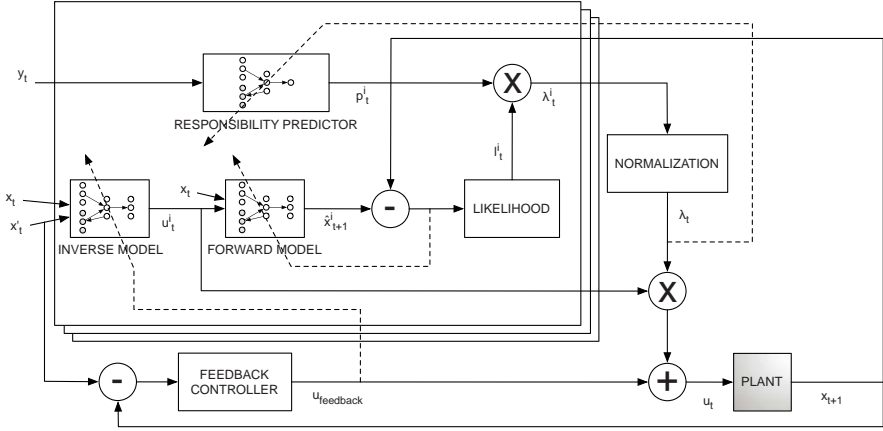 y_t
p^i_t
X
λ^i_t
RESPONSIBILITY PREDICTOR
l^i_t
NORMALIZATION
x_t
x'_t
u^i_t
x_t
x̂^i_{t+1}
-
LIKELIHOOD
λ_t
INVERSE MODEL
FORWARD MODEL
X
-
FEEDBACK
CONTROLLER
u_feedback
+
u_t
PLANT
x_{t+1}